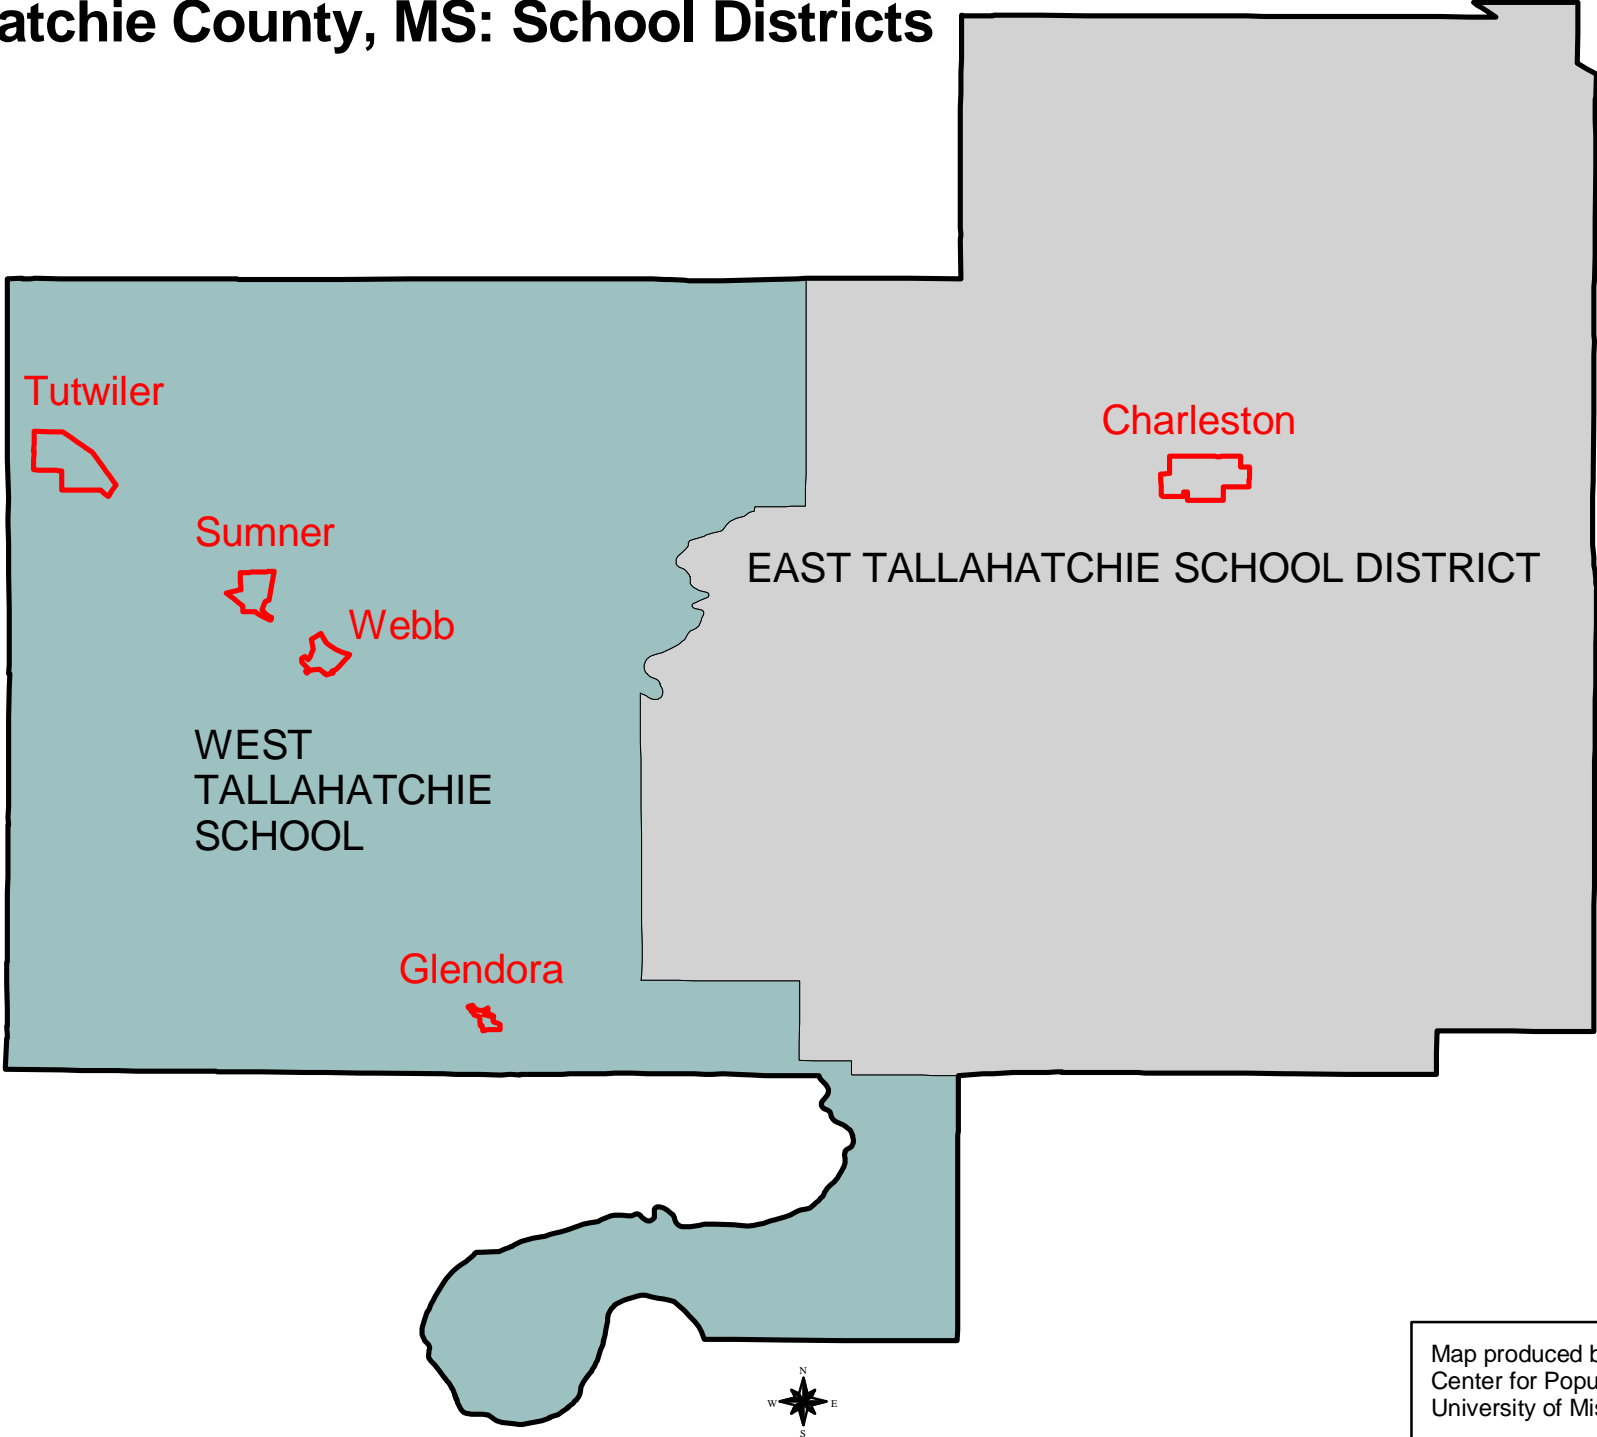 atchie County, MS: School Districts
Tutwiler
Charleston
Sumner
EAST TALLAHATCHIE SCHOOL DISTRICT
Webb
WEST
TALLAHATCHIE
SCHOOL
Glendora
N
W E
S
Map produced b
Center for Popu
University of Mis